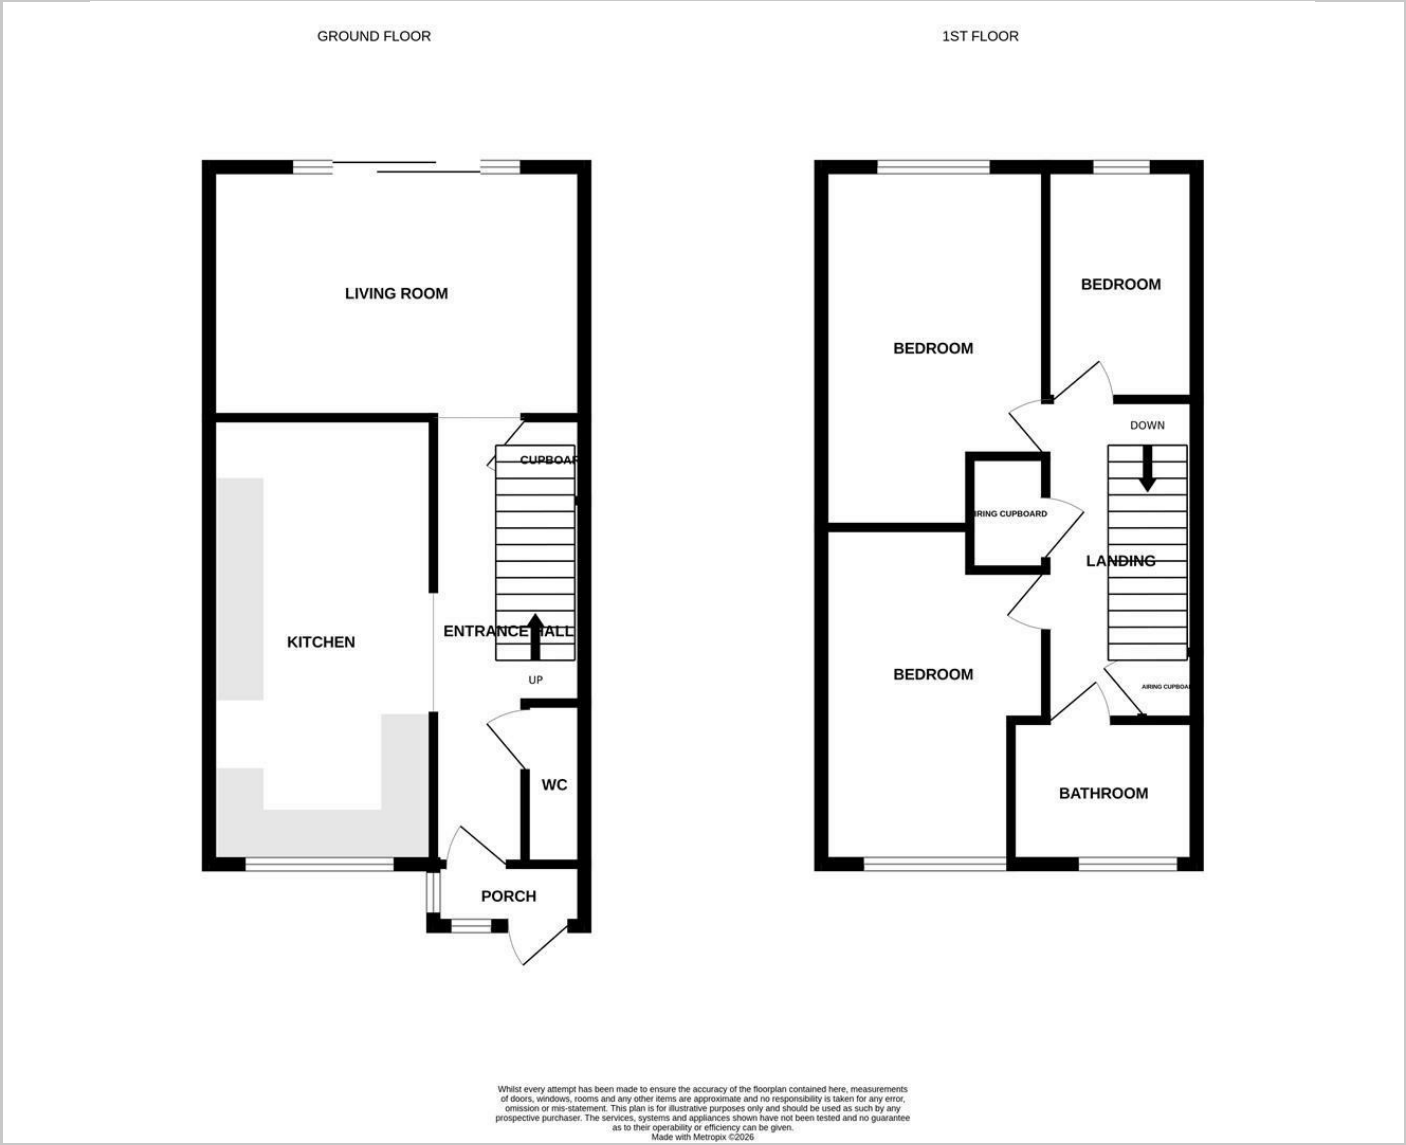 GROUND FLOOR
1ST FLOOR
LIVING ROOM
CUPBOAR
KITCHEN
ENTRANCE HALL
UP
WC
PORCH
BEDROOM
BEDROOM
DOWN
IRING CUPBOARD
LANDING
BEDROOM
AIRING CUPBOAR
BATHROOM
Whilst every attempt has been made to ensure the accuracy of the floorplan contained here, measurements
of doors, windows, rooms and any other items are approximate and no responsibility is taken for any error,
omission or mis-statement. This plan is for illustrative purposes only and should be used as such by any
prospective purchaser. The services, systems and appliances shown have not been tested and no guarantee
as to their operability or efficiency can be given.
Made with Metropix ©2026